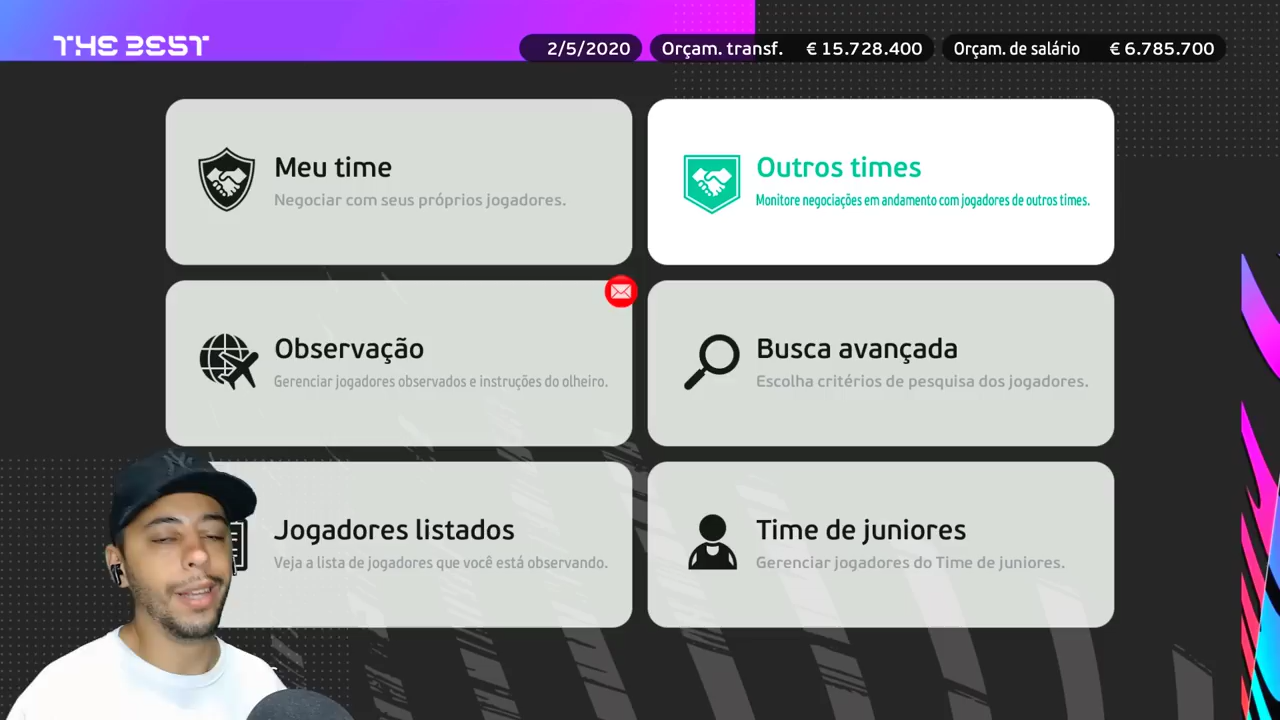 THE BEST
2/5/2020
Orçam. transf. € 15.728.400
Orçam. de salário € 6.785.700
Meu time
Negociar com seus próprios jogadores.
Outros times
Monitore negociações em andamento com jogadores de outros times.
Observação
Gerenciar jogadores observados e instruções do olheiro.
Busca avançada
Escolha critérios de pesquisa dos jogadores.
Jogadores listados
Veja a lista de jogadores que você está observando.
Time de juniores
Gerenciar jogadores do Time de juniores.